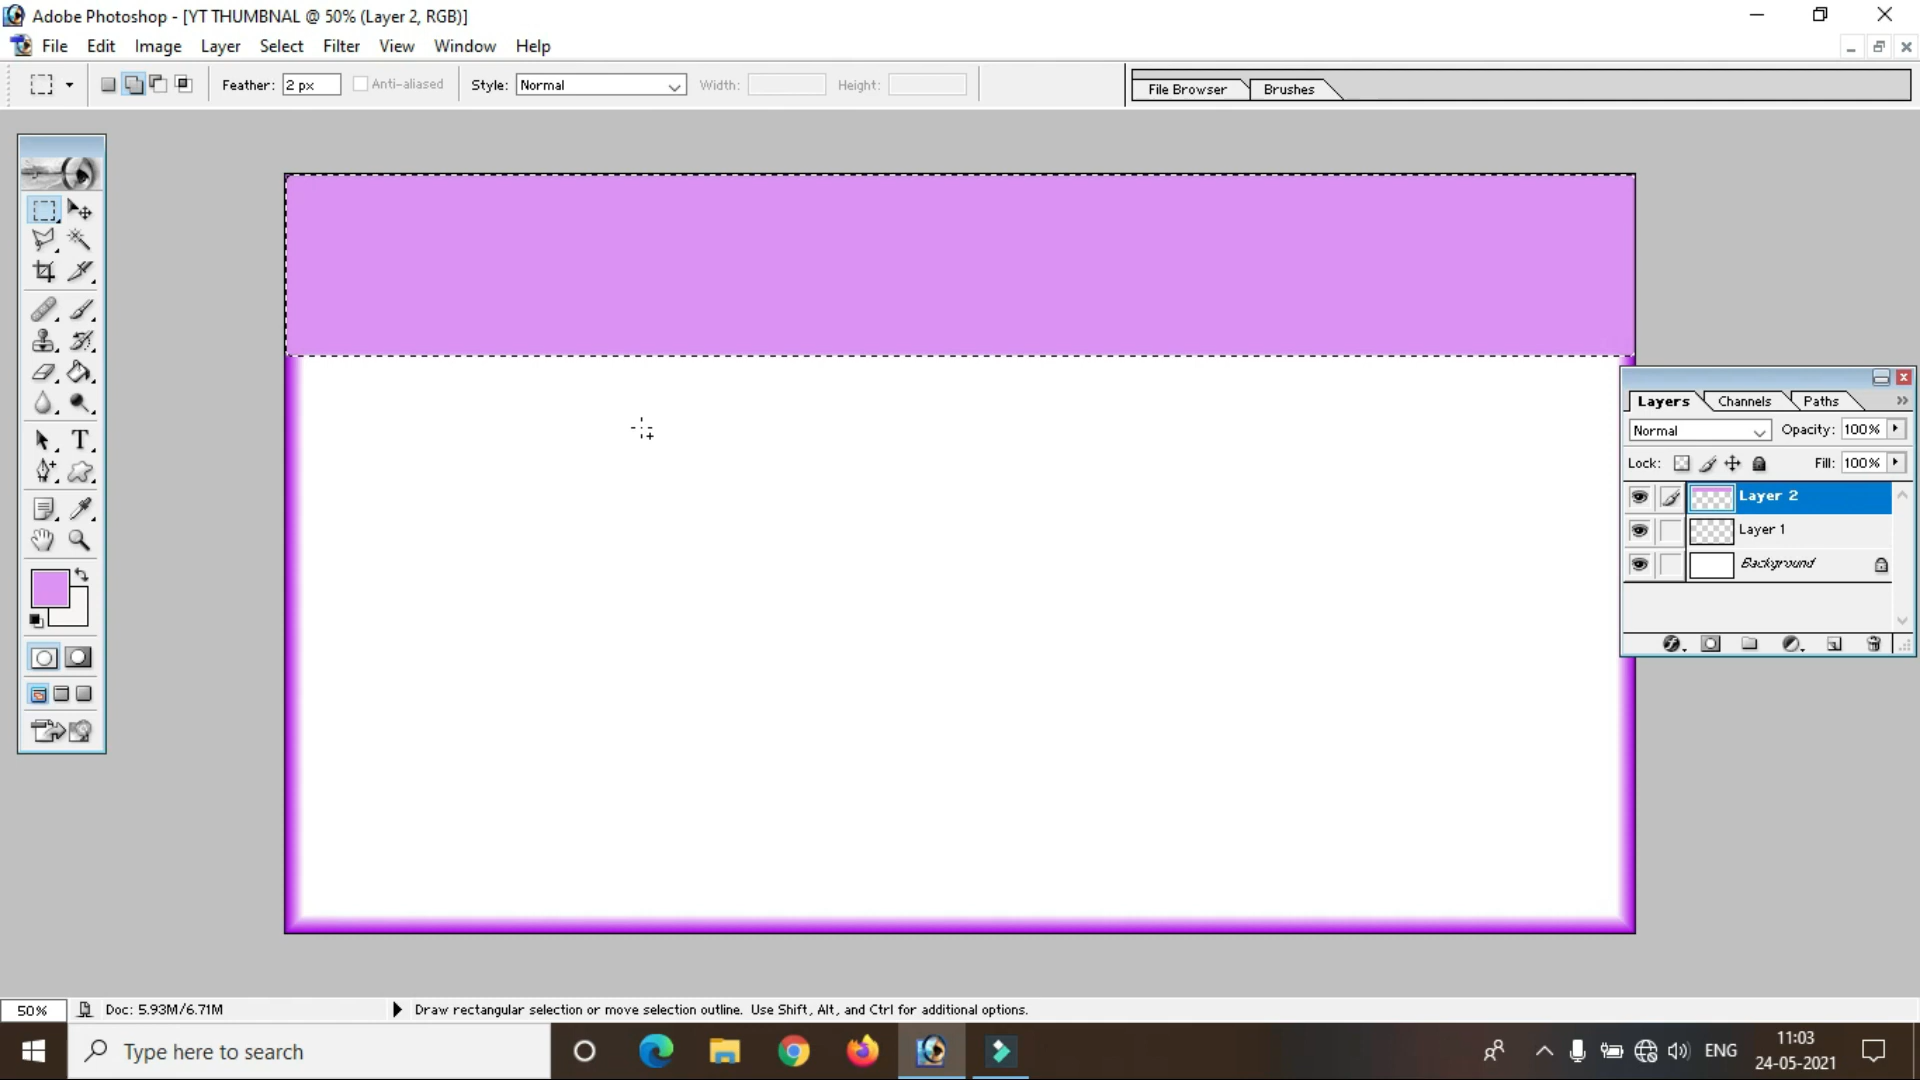 Adobe Photoshop - [YT THUMBNAL @ 50% (Layer 2, RGB)]
File Edit Image Layer Select Filter View Window Help
Feather: 2 px Anti-aliased Style: Normal Width: Height: File Browser Brushes
Layers Channels Paths
Normal Opacity: 100%
Lock: Fill: 100%
Layer 2
Layer 1
Background
T
50% Doc: 5.93M/6.71M Draw rectangular selection or move selection outline. Use Shift, Alt, and Ctrl for additional options.
Type here to search
ENG
11:03
24-05-2021